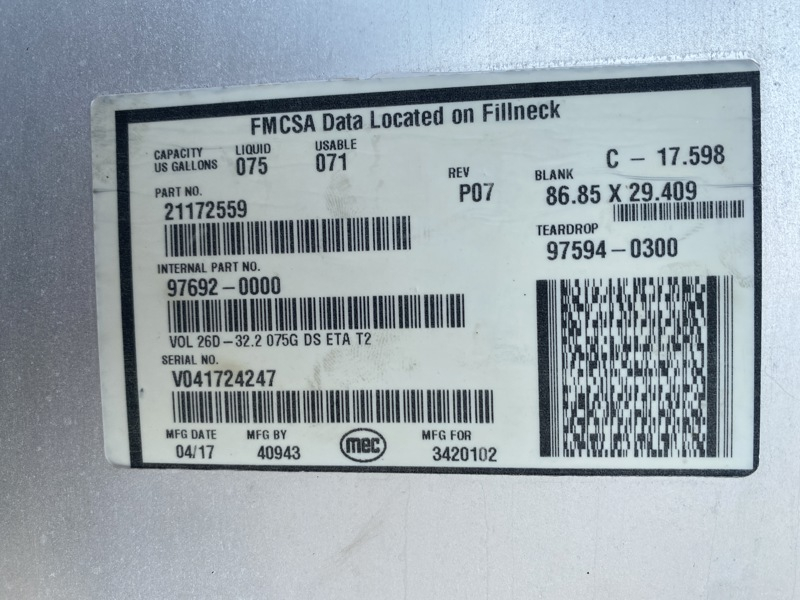 FMCSA Data Located on Fillneck
CAPACITY US GALLONS LIQUID 075 USABLE 071
C - 17.598
PART NO.
21172559
REV
P07
BLANK
86.85 X 29.409
TEARDROP
97594-0300
INTERNAL PART NO.
97692-0000
VOL 26D-32.2 075G DS ETA T2
SERIAL NO.
V041724247
MFG DATE
04/17
MFG BY
40943
mec
MFG FOR
3420102